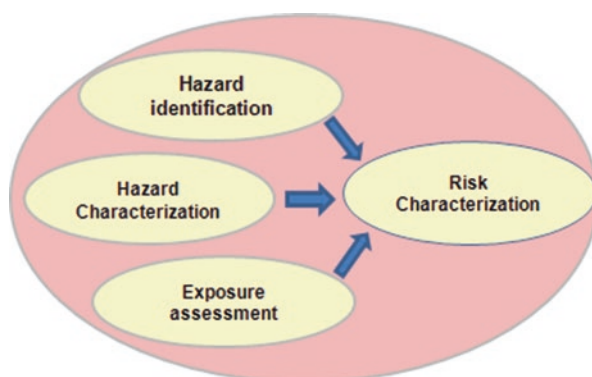 Hazard
identification
Hazard
Characterization
Risk
Characterization
Exposure
assessment